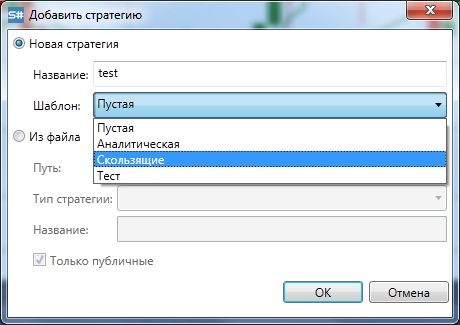 S# Добавить стратегию
Новая стратегия
Название: test
Шаблон: Пустая
Пустая
Аналитическая
Скользящие
Тест
Из файла
Путь:
Тип стратегии:
Название:
Только публичные
OK Отмена